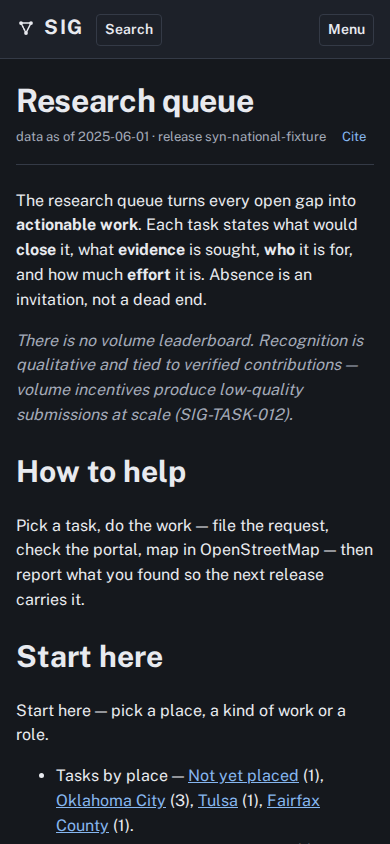 SIG Search Menu
Research queue
data as of 2025-06-01 · release syn-national-fixture Cite
The research queue turns every open gap into
actionable work. Each task states what would
close it, what evidence is sought, who it is for,
and how much effort it is. Absence is an
invitation, not a dead end.
There is no volume leaderboard. Recognition is
qualitative and tied to verified contributions —
volume incentives produce low-quality
submissions at scale (SIG-TASK-012).
How to help
Pick a task, do the work — file the request,
check the portal, map in OpenStreetMap — then
report what you found so the next release
carries it.
Start here
Start here — pick a place, a kind of work or a
role.
• Tasks by place — Not yet placed (1),
Oklahoma City (3), Tulsa (1), Fairfax
County (1).